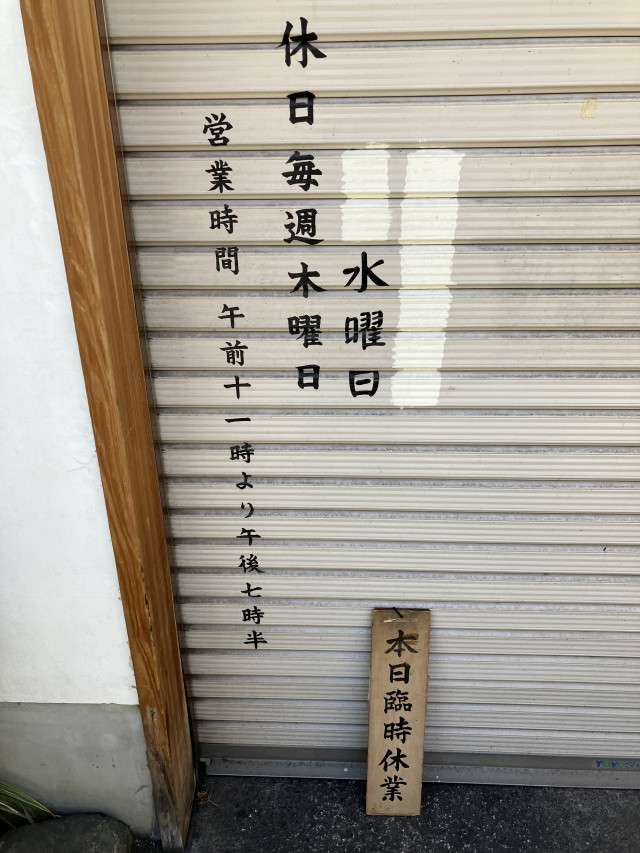 水曜日
休日毎週木曜日
営業時間 午前十一時より午後七時半
本日臨時休業